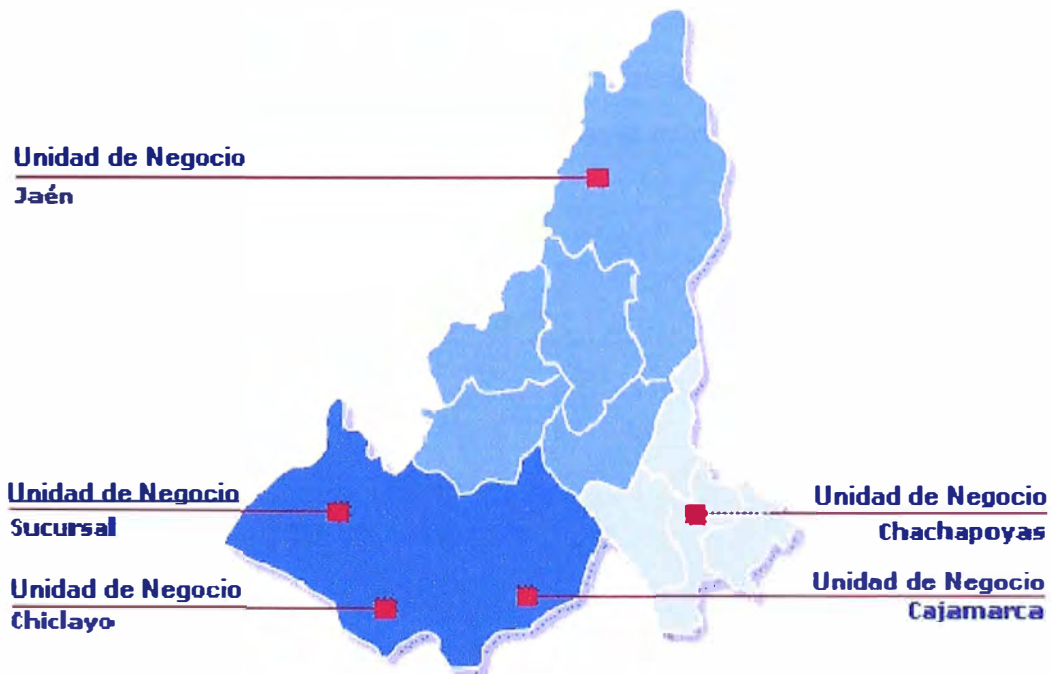 Unidad de Negocio
Jaén
Unidad de Negocio
Sucursal
Unidad de Negocio
Chiclayo
Unidad de Negocio
Chachapoyas
Unidad de Negocio
Cajamarca